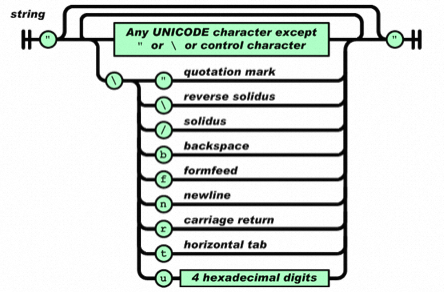 string
" Any UNICODE character except "
" or \ or control character
\ " quotation mark
\ reverse solidus
/ solidus
b backspace
f formfeed
n newline
r carriage return
t horizontal tab
u 4 hexadecimal digits